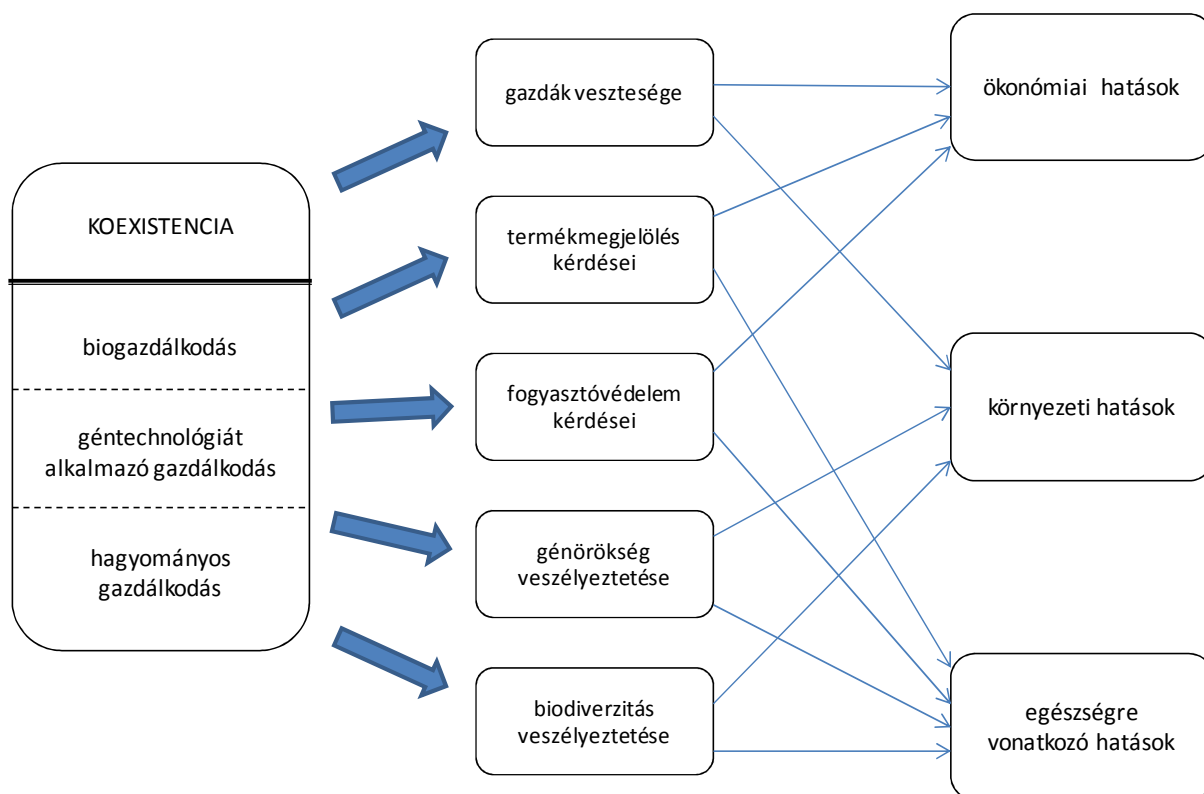 KOEXISTENCIA
biogazdálkodás
géntechnológiát
alkalmazó gazdálkodás
hagyományos
gazdálkodás
gazdák vesztesége
termékmegjelölés
kérdései
fogyasztóvédelem
kérdései
génörökség
veszélyeztetése
biodiverzitás
veszélyeztetése
ökonómiai hatások
környezeti hatások
egészségre
vonatkozó hatások